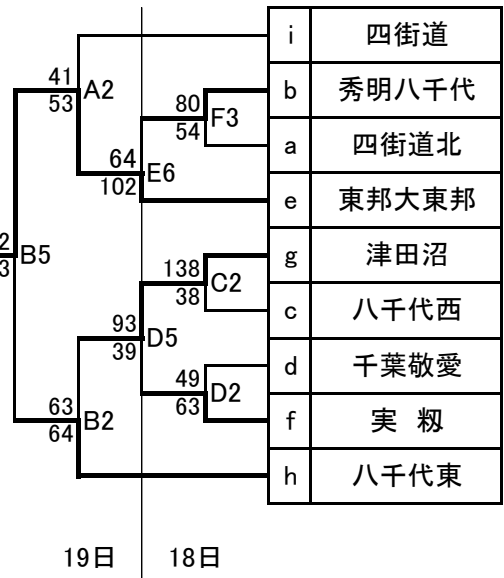 i 四街道
41
A2
53
b 秀明八千代
80
F3
54
a 四街道北
64
E6
102
e 東邦大東邦
2
B5
3
g 津田沼
138
C2
38
c 八千代西
93
D5
39
d 千葉敬愛
49
D2
63
f 実 籾
63
B2
64
h 八千代東
19日 18日